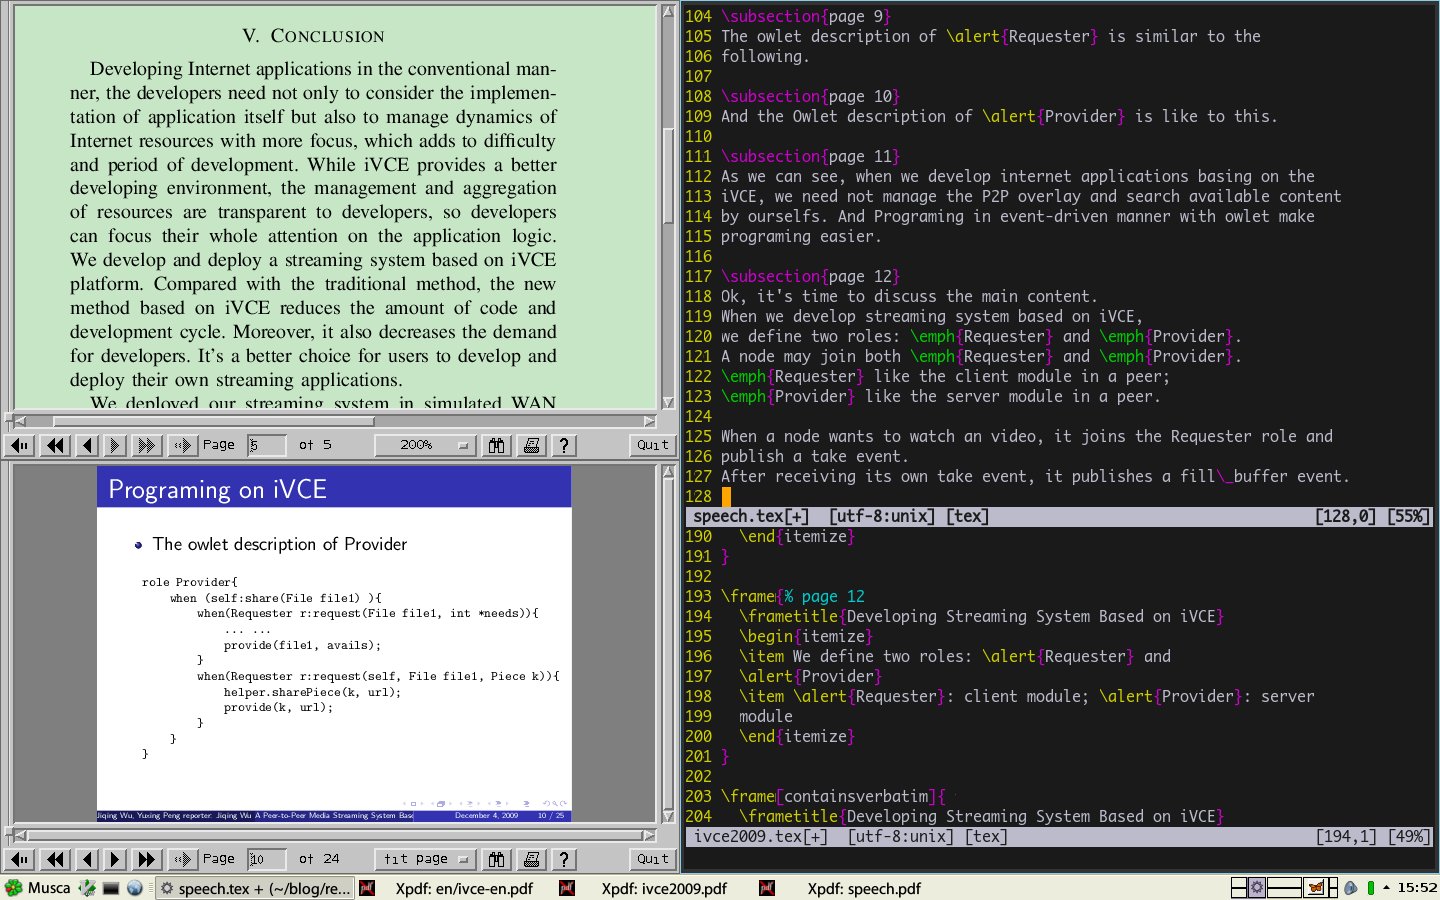 V. CONCLUSION
Developing Internet applications in the conventional man-
ner, the developers need not only to consider the implemen-
tation of application itself but also to manage dynamics of
Internet resources with more focus, which adds to difficulty
and period of development. While iVCE provides a better
developing environment, the management and aggregation
of resources are transparent to developers, so developers
can focus their whole attention on the application logic.
We develop and deploy a streaming system based on iVCE
platform. Compared with the traditional method, the new
method based on iVCE reduces the amount of code and
development cycle. Moreover, it also decreases the demand
for developers. It's a better choice for users to develop and
deploy their own streaming applications.
We deployed our streaming system in simulated WAN
Page 5 of 5 200% ? Quit
Programing on iVCE
The owlet description of Provider
role Provider{
when (self:share(File file1) ){
when(Requester r:request(File file1, int *needs)){
... ...
provide(file1, avails);
}
when(Requester r:request(self, File file1, Piece k)){
helper.sharePiece(k, url);
provide(k, url);
}
}
}
Jiqing Wu, Yuxing Peng reporter: Jiqing Wu A Peer-to-Peer Media Streaming System Base December 4, 2009 10 / 25
Page 10 of 24 fit page ? Quit
104 \subsection{page 9}
105 The owlet description of \alert{Requester} is similar to the
106 following.
107
108 \subsection{page 10}
109 And the Owlet description of \alert{Provider} is like to this.
110
111 \subsection{page 11}
112 As we can see, when we develop internet applications basing on the
113 iVCE, we need not manage the P2P overlay and search available content
114 by ourselfs. And Programing in event-driven manner with owlet make
115 programing easier.
116
117 \subsection{page 12}
118 Ok, it's time to discuss the main content.
119 When we develop streaming system based on iVCE,
120 we define two roles: \emph{Requester} and \emph{Provider}.
121 A node may join both \emph{Requester} and \emph{Provider}.
122 \emph{Requester} like the client module in a peer;
123 \emph{Provider} like the server module in a peer.
124
125 When a node wants to watch an video, it joins the Requester role and
126 publish a take event.
127 After receiving its own take event, it publishes a fill\_buffer event.
128
speech.tex[+] [utf-8:unix] [tex] [128,0] [55%]
190 \end{itemize}
191 }
192
193 \frame{% page 12
194 \frametitle{Developing Streaming System Based on iVCE}
195 \begin{itemize}
196 \item We define two roles: \alert{Requester} and
197 \alert{Provider}
198 \item \alert{Requester}: client module; \alert{Provider}: server
199 module
200 \end{itemize}
201 }
202
203 \frame[containsverbatim]{
204 \frametitle{Developing Streaming System Based on iVCE}
ivce2009.tex[+] [utf-8:unix] [tex] [194,1] [49%]
Musca speech.tex + (~/blog/re... Xpdf: en/ivce-en.pdf Xpdf: ivce2009.pdf Xpdf: speech.pdf 15:52